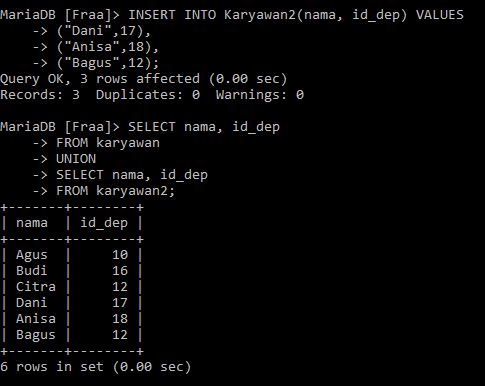 MariaDB [Fraa]> INSERT INTO Karyawan2(nama, id_dep) VALUES
    -> ("Dani",17),
    -> ("Anisa",18),
    -> ("Bagus",12);
Query OK, 3 rows affected (0.00 sec)
Records: 3  Duplicates: 0  Warnings: 0

MariaDB [Fraa]> SELECT nama, id_dep
    -> FROM karyawan
    -> UNION
    -> SELECT nama, id_dep
    -> FROM karyawan2;
+-------+--------+
| nama  | id_dep |
+-------+--------+
| Agus  |     10 |
| Budi  |     16 |
| Citra |     12 |
| Dani  |     17 |
| Anisa |     18 |
| Bagus |     12 |
+-------+--------+
6 rows in set (0.00 sec)